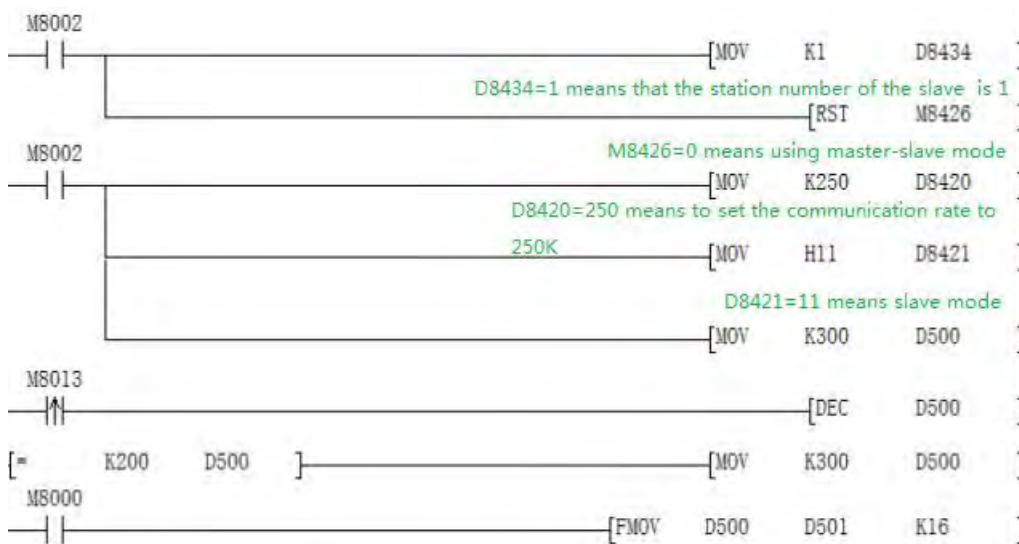 M8002
[MOV K1 D8434 ]
D8434=1 means that the station number of the slave is 1
[RST M8426 ]
M8002
M8426=0 means using master-slave mode
[MOV K250 D8420 ]
D8420=250 means to set the communication rate to
250K
[MOV H11 D8421 ]
D8421=11 means slave mode
[MOV K300 D500 ]
M8013
[DEC D500 ]
[= K200 D500 ] [MOV K300 D500 ]
M8000
[FMOV D500 D501 K16 ]